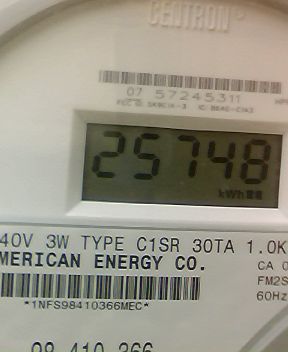 CENTRON
07 57245311
25748
kWh
40V 3W TYPE C1SR 30TA 1.0K
MERICAN ENERGY CO.
CA 0
FM2S
60Hz
*1NFS98410366MEC*
98 410 366